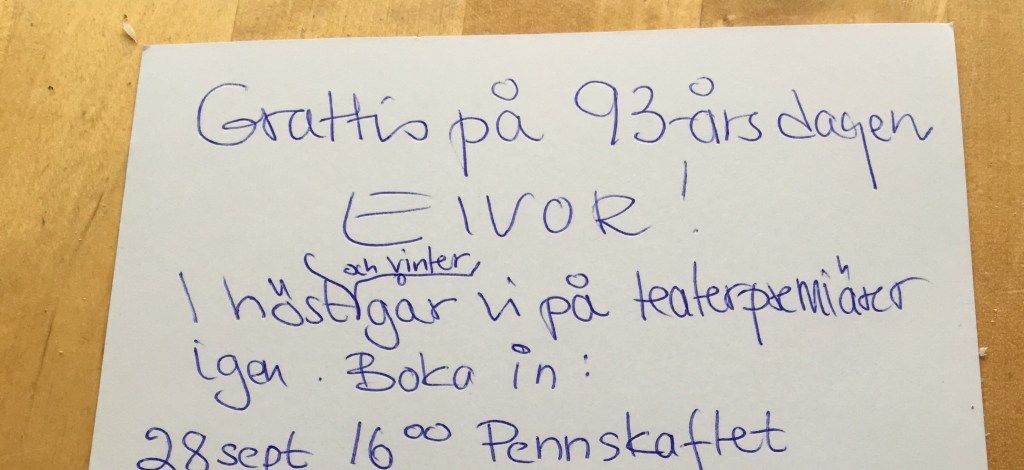 Grattis på 93-årsdagen
EIVOR!
och vinter,
I höst går vi på teaterpremiärer
igen. Boka in:
28 sept 16⁰⁰ Pennskaftet